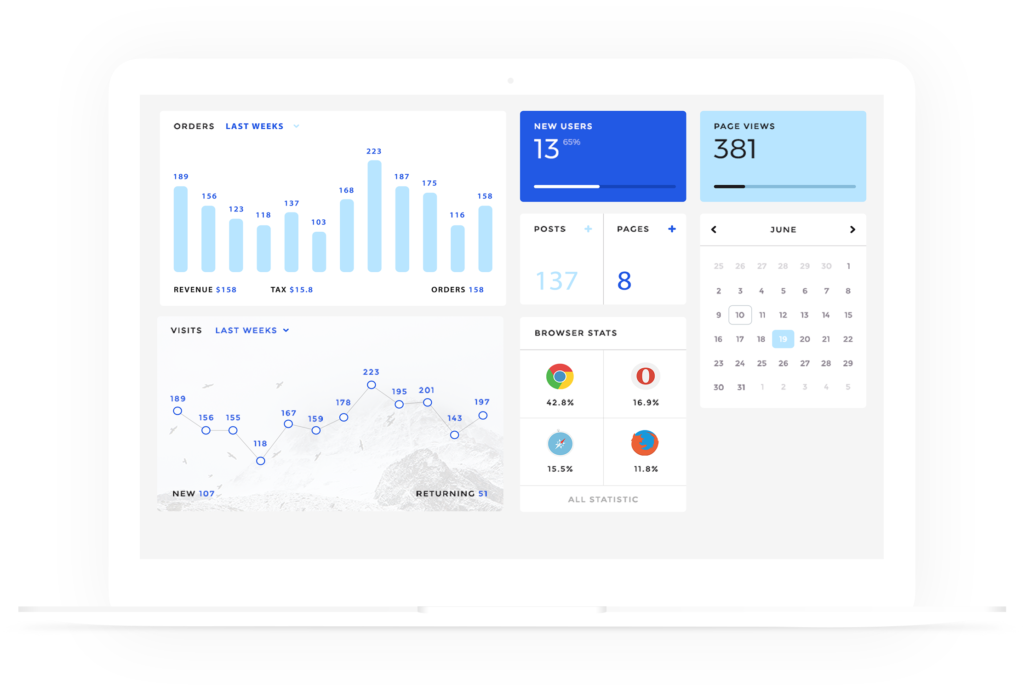 ORDERS LAST WEEKS
223
189
187
175
168
156
158
137
123
118
116
103
REVENUE $158 TAX $15.8 ORDERS 158
VISITS LAST WEEKS
223
201
195
189
197
178
167
156 155
159
143
118
NEW 107 RETURNING 51
NEW USERS
13 65%
PAGE VIEWS
381
POSTS +
137
PAGES +
8
BROWSER STATS
42.8% 16.9%
15.5% 11.8%
ALL STATISTIC
JUNE
25 26 27 28 29 30 1
2 3 4 5 6 7 8
9 10 11 12 13 14 15
16 17 18 19 20 21 22
23 24 25 26 27 28 29
30 31 1 2 3 4 5